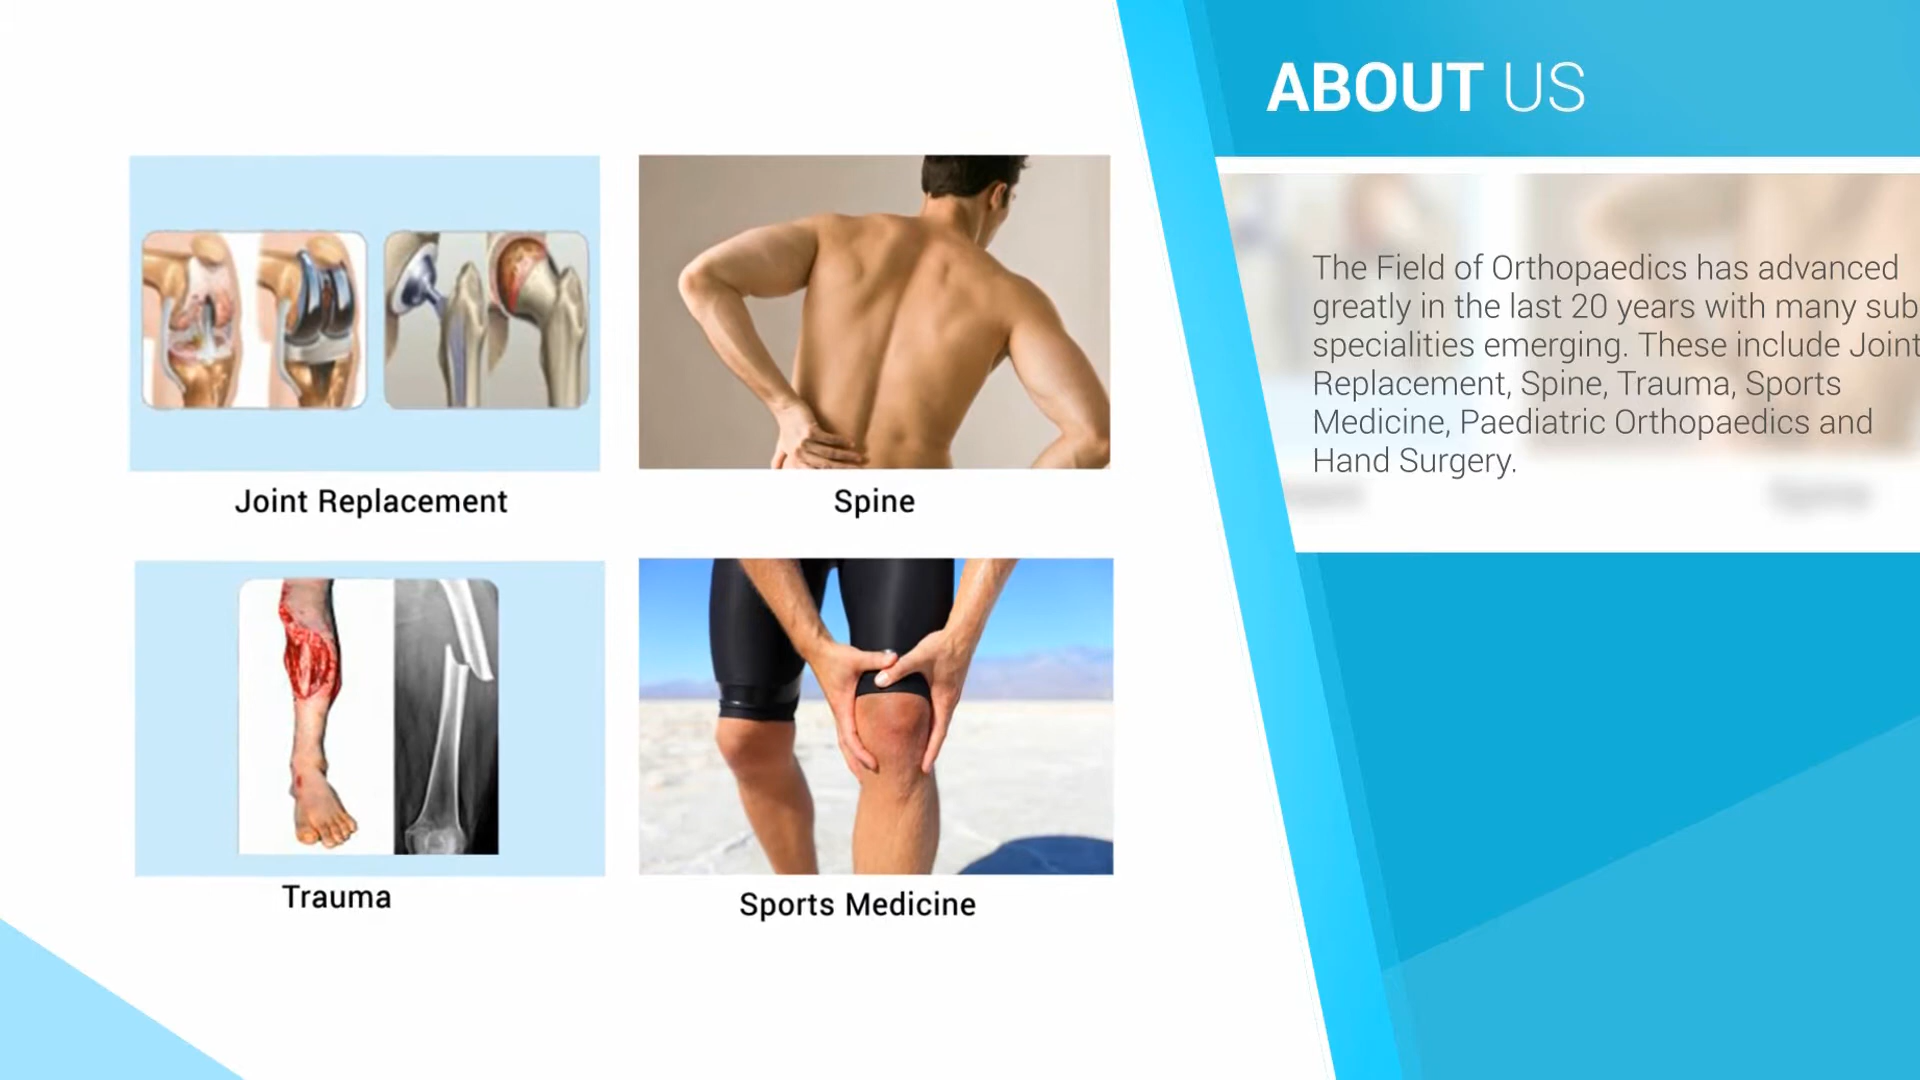 ABOUT US
The Field of Orthopaedics has advanced
greatly in the last 20 years with many sub
specialities emerging. These include Joint
Replacement, Spine, Trauma, Sports
Medicine, Paediatric Orthopaedics and
Hand Surgery.
Joint Replacement
Spine
Trauma
Sports Medicine